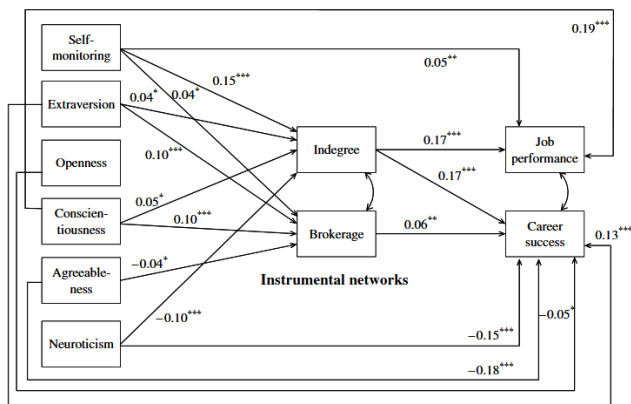 Self-
monitoring
0.19***
0.05**
0.15***
0.04*
0.04*
Extraversion
Indegree
0.17***
Job
performance
0.10***
Openness
0.17***
0.05*
Conscien-
tiousness
0.10***
Brokerage
0.06**
Career
success
0.13***
Agreeable-
ness
−0.04*
Instrumental networks
−0.10***
−0.05*
Neuroticism
−0.15***
−0.18***